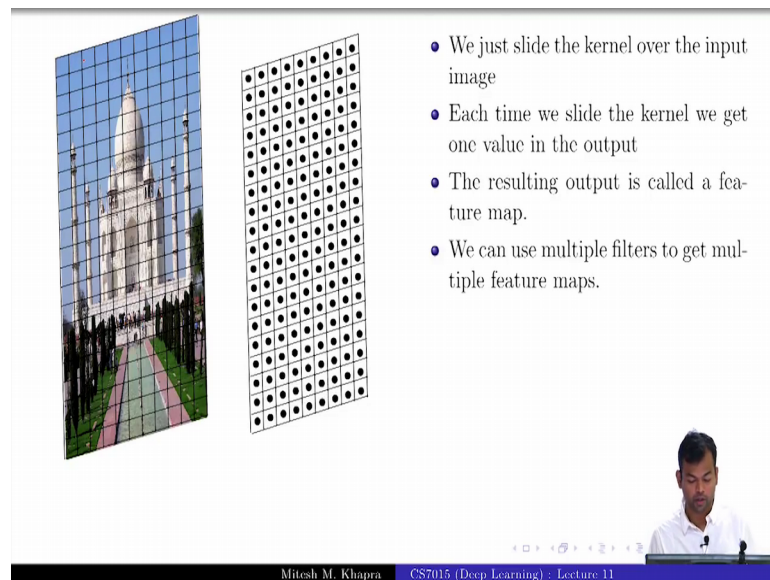 We just slide the kernel over the input
image
Each time we slide the kernel we get
one value in the output
The resulting output is called a fea-
ture map.
We can use multiple filters to get mul-
tiple feature maps.
Mitesh M. Khapra
CS7015 (Deep Learning) : Lecture 11